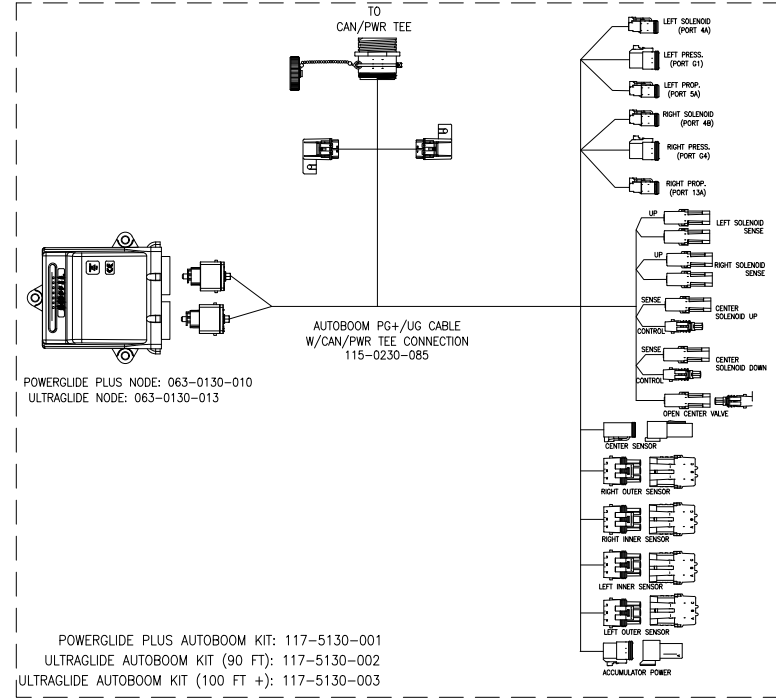 TO
CAN/PWR TEE
LEFT SOLENOID
(PORT 4A)
LEFT PRESS.
(PORT G1)
LEFT PROP.
(PORT 5A)
RIGHT SOLENOID
(PORT 4B)
RIGHT PRESS.
(PORT G4)
RIGHT PROP.
(PORT 13A)
UP
LEFT SOLENOID
SENSE
UP
RIGHT SOLENOID
SENSE
SENSE
CENTER
SOLENOID UP
CONTROL
SENSE
CENTER
SOLENOID DOWN
CONTROL
OPEN CENTER VALVE
AUTOBOOM PG+/UG CABLE
W/CAN/PWR TEE CONNECTION
115-0230-085
POWERGLIDE PLUS NODE: 063-0130-010
ULTRAGLIDE NODE: 063-0130-013
CENTER SENSOR
RIGHT OUTER SENSOR
RIGHT INNER SENSOR
LEFT INNER SENSOR
LEFT OUTER SENSOR
ACCUMULATOR POWER
POWERGLIDE PLUS AUTOBOOM KIT: 117-5130-001
ULTRAGLIDE AUTOBOOM KIT (90 FT): 117-5130-002
ULTRAGLIDE AUTOBOOM KIT (100 FT +): 117-5130-003